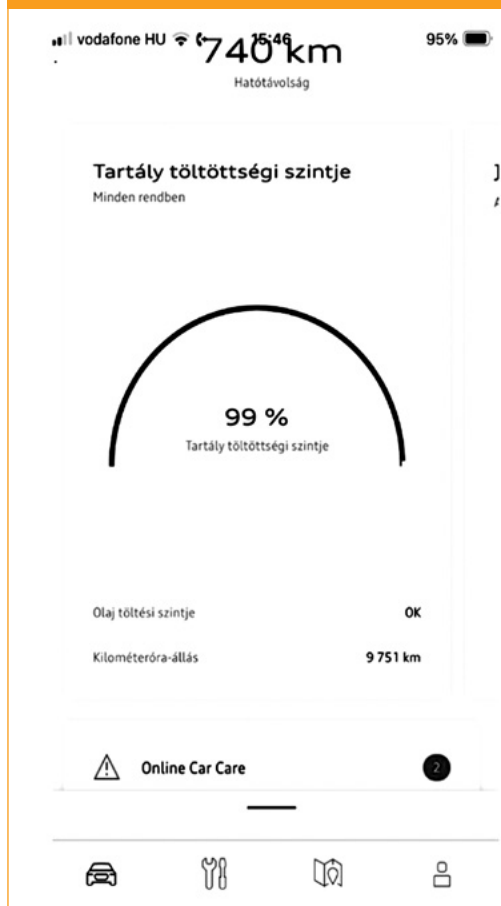 vodafone HU 15:46 95%
740 km
Hatótávolság
Tartály töltöttségi szintje
Minden rendben
99 %
Tartály töltöttségi szintje
Olaj töltési szintje OK
Kilométeróra-állás 9 751 km
Online Car Care 2